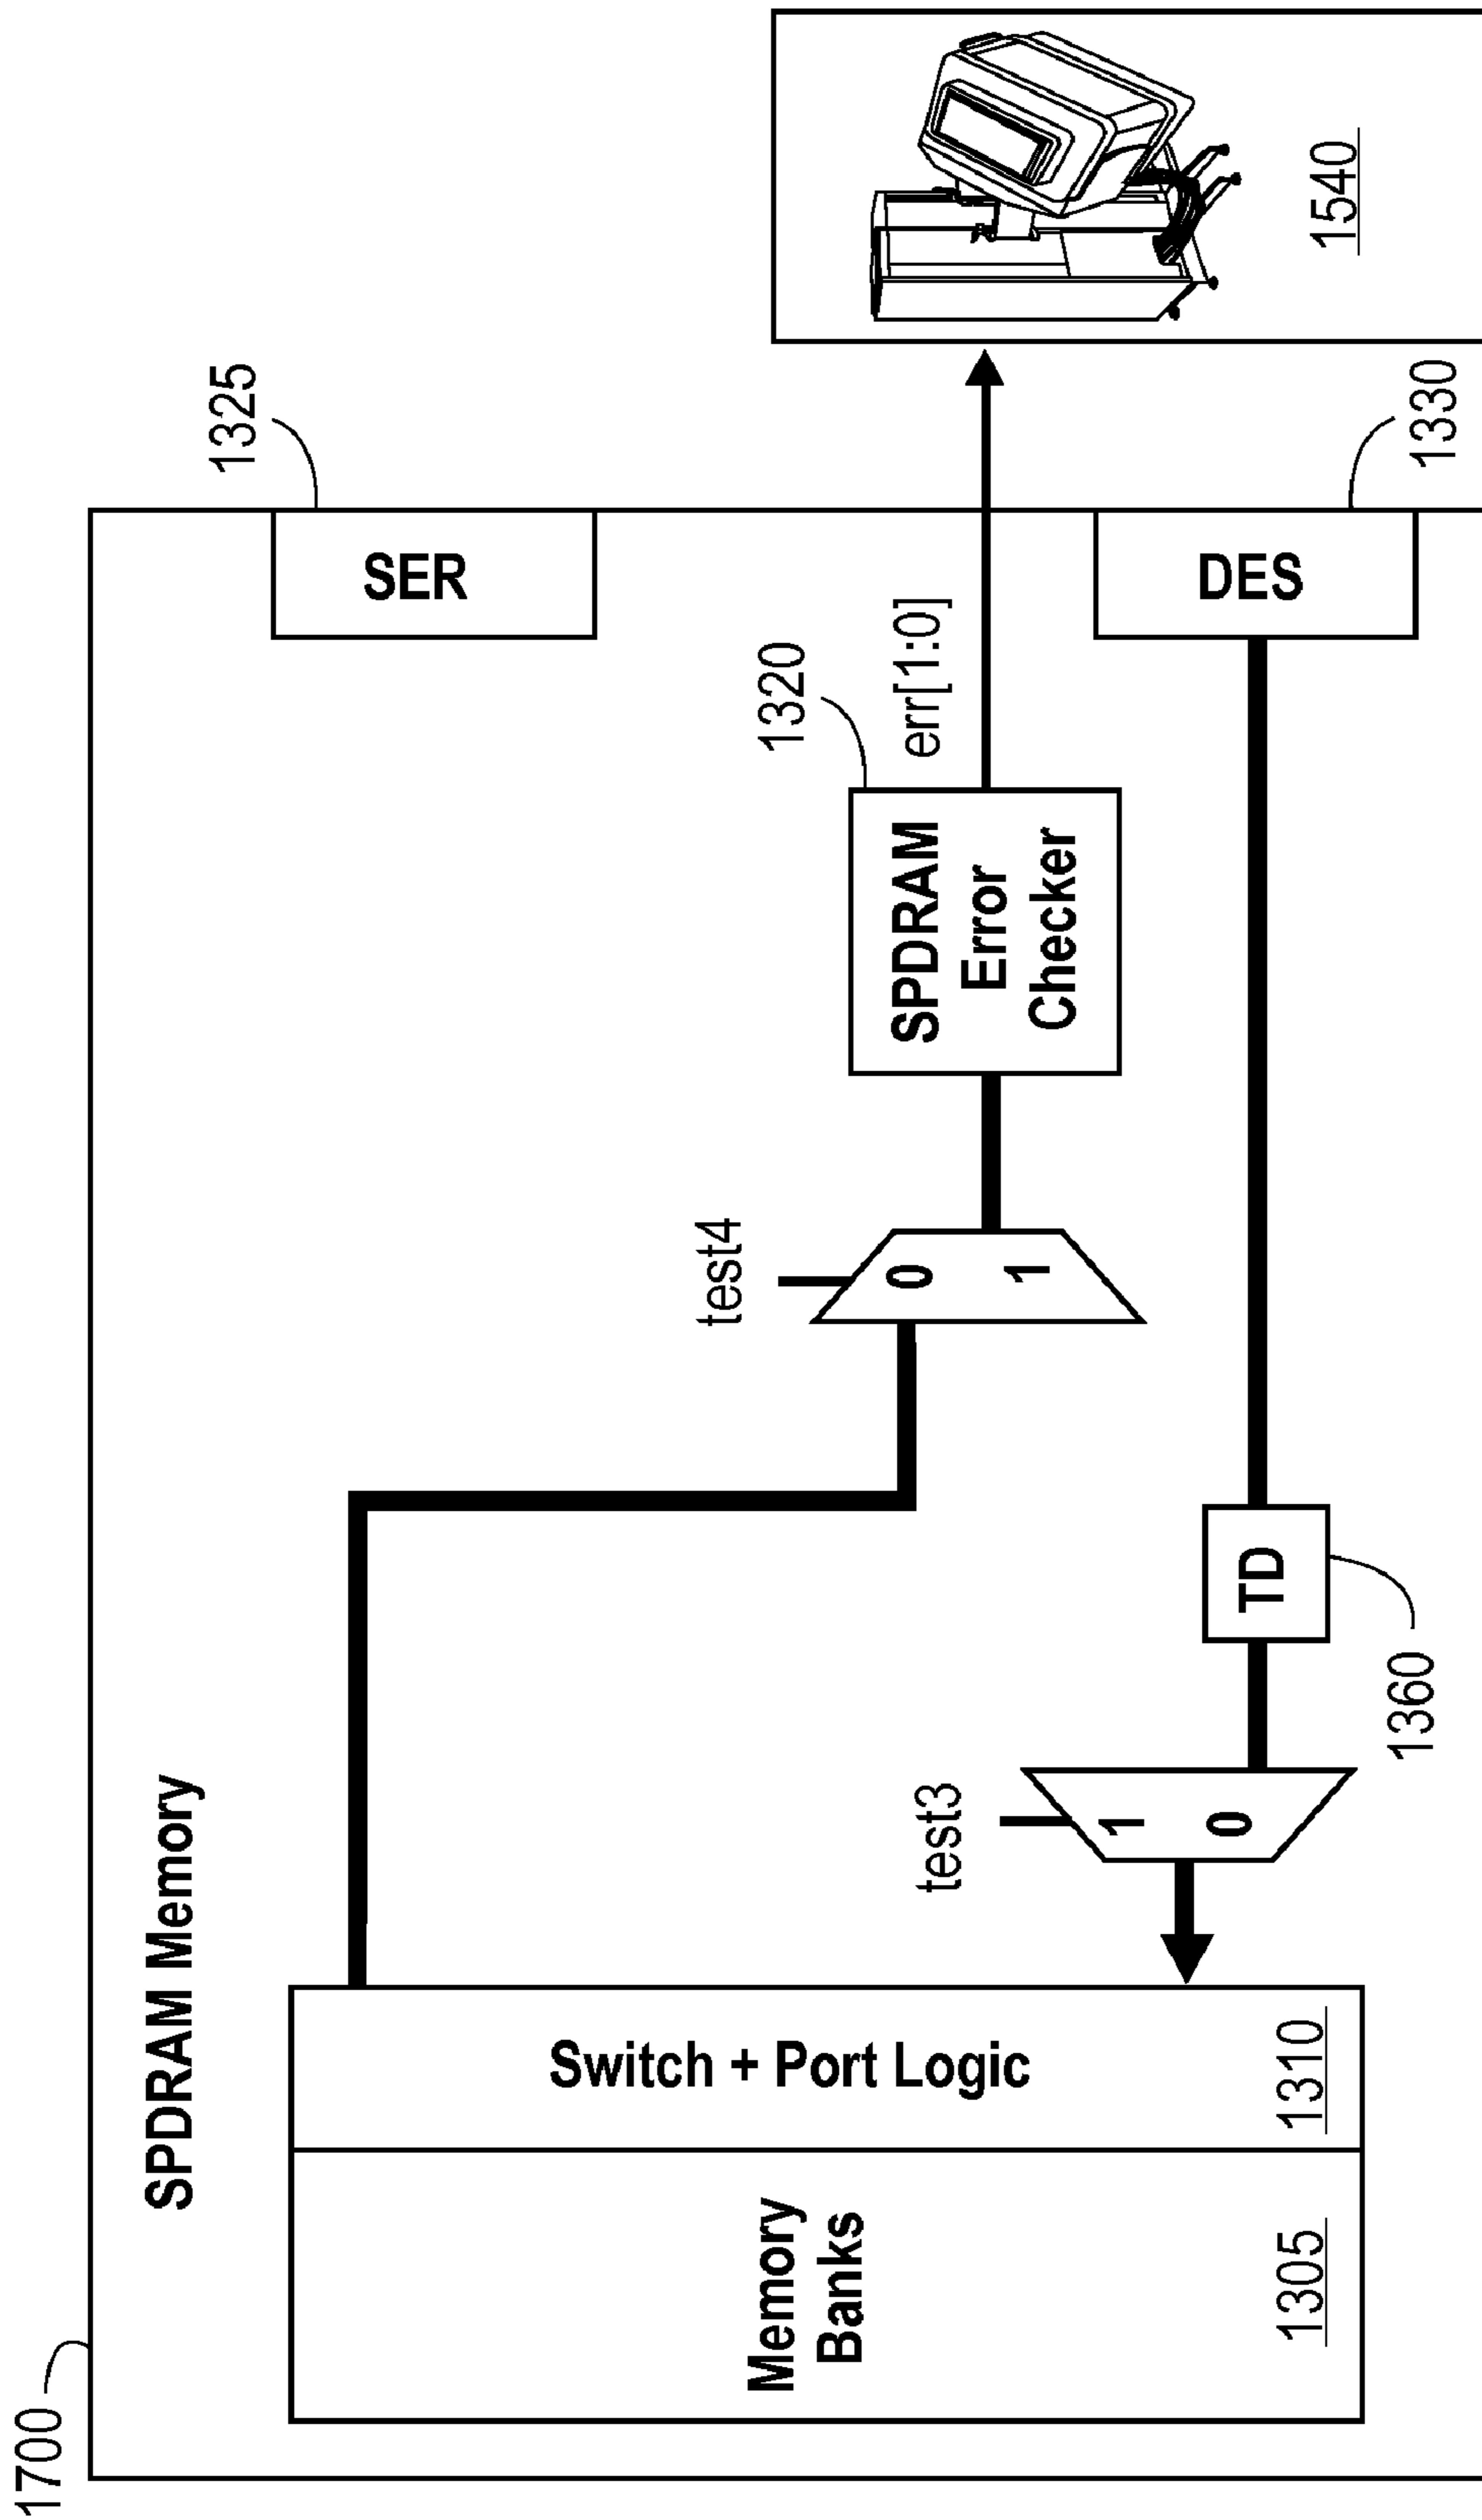 1700
SPDRAM Memory
Memory
Banks
1305
Switch + Port Logic
1310
test3
1
0
TD
1360
test4
0
1
SPDRAM
Error
Checker
1320
err[1:0]
SER
1325
DES
1330
1540